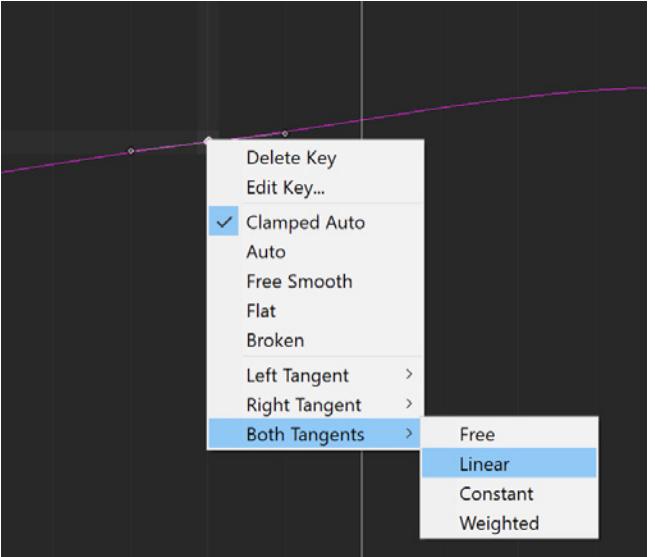 Delete Key
Edit Key...
Clamped Auto
Auto
Free Smooth
Flat
Broken
Left Tangent
Right Tangent
Both Tangents
Free
Linear
Constant
Weighted